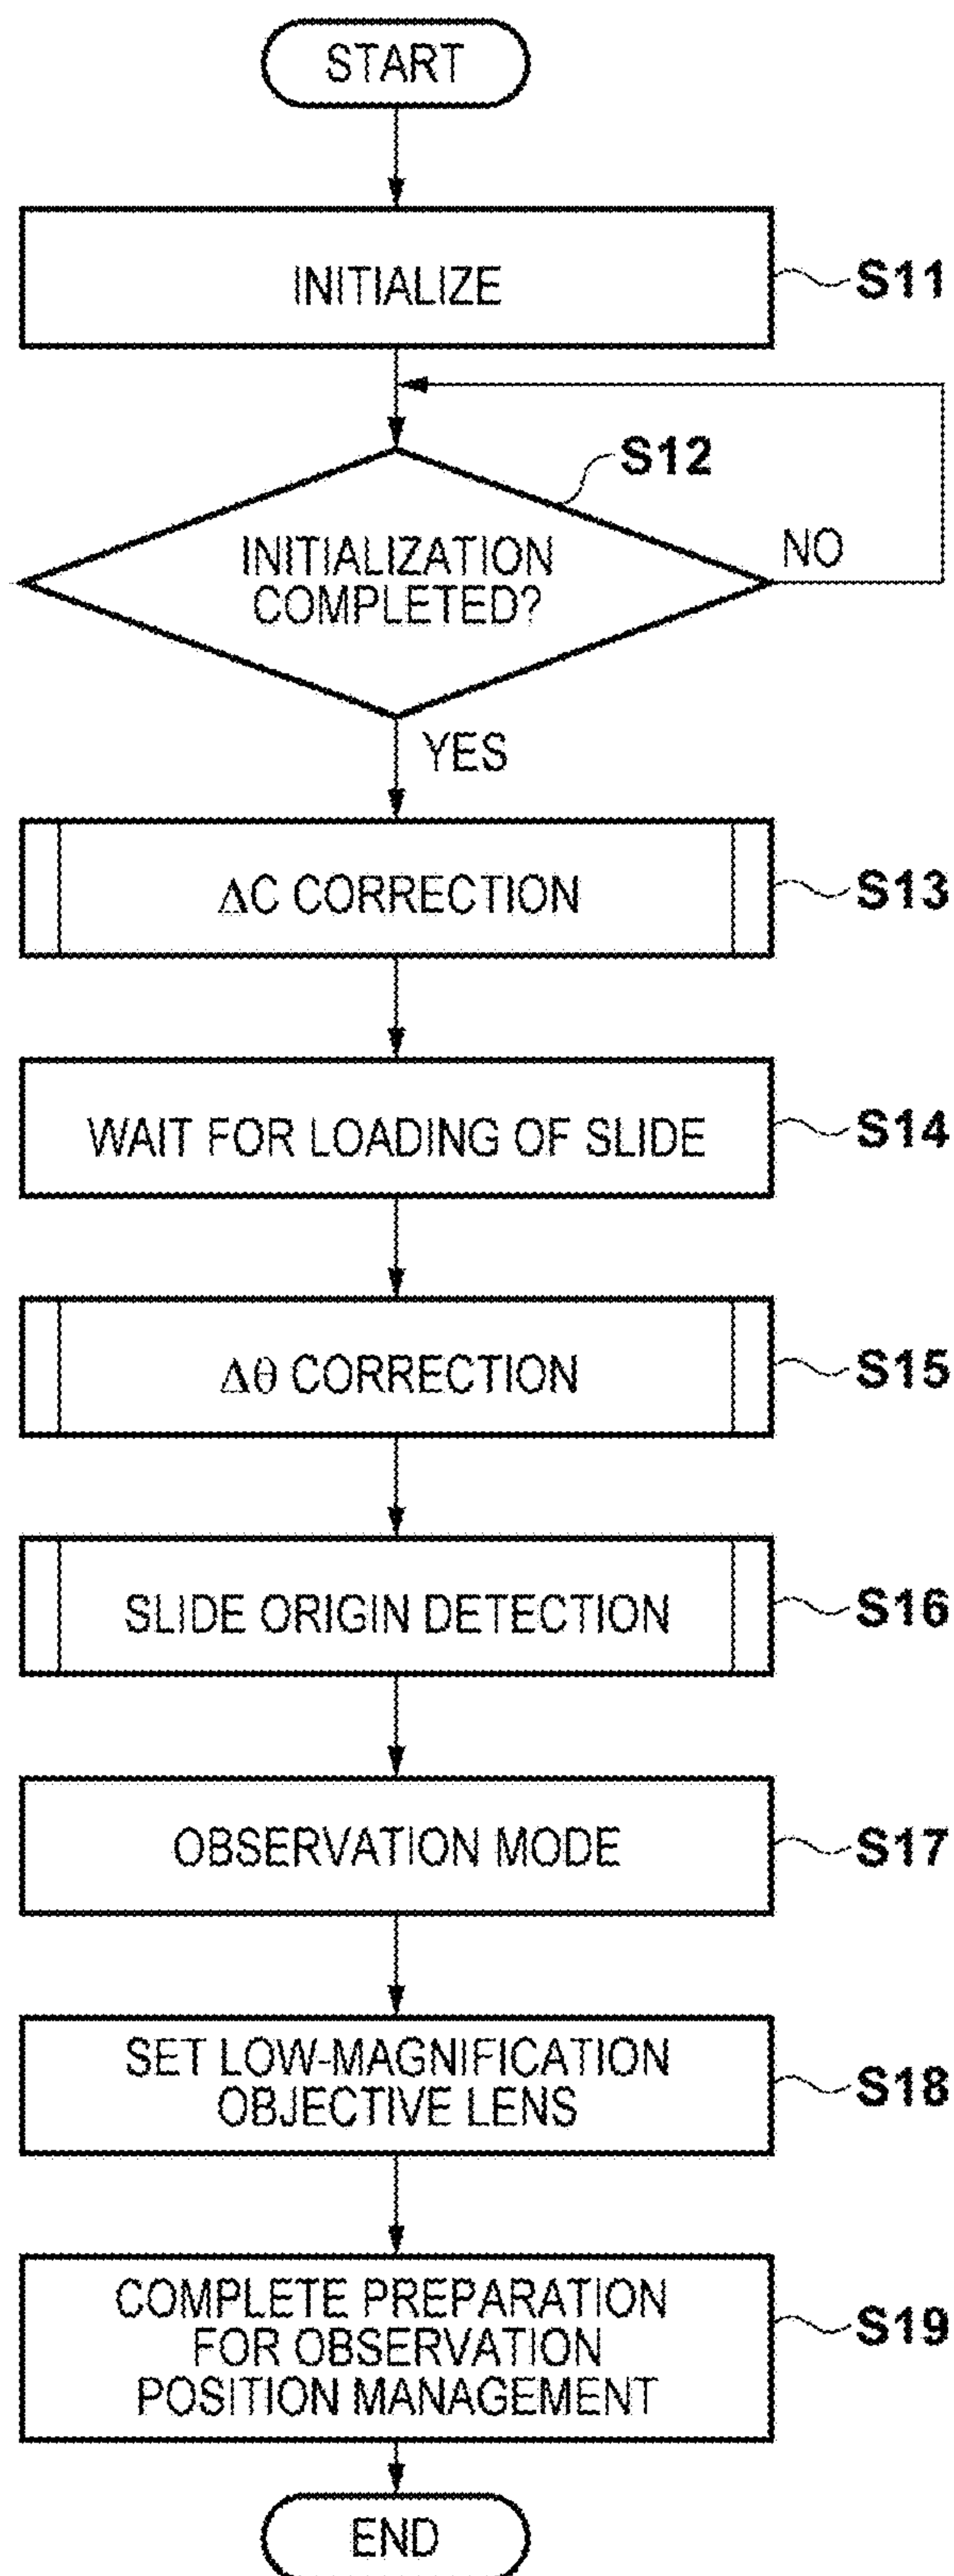 START
INITIALIZE
S11
S12
INITIALIZATION
COMPLETED?
NO
YES
ΔC CORRECTION
S13
WAIT FOR LOADING OF SLIDE
S14
Δθ CORRECTION
S15
SLIDE ORIGIN DETECTION
S16
OBSERVATION MODE
S17
SET LOW-MAGNIFICATION
OBJECTIVE LENS
S18
COMPLETE PREPARATION
FOR OBSERVATION
POSITION MANAGEMENT
S19
END